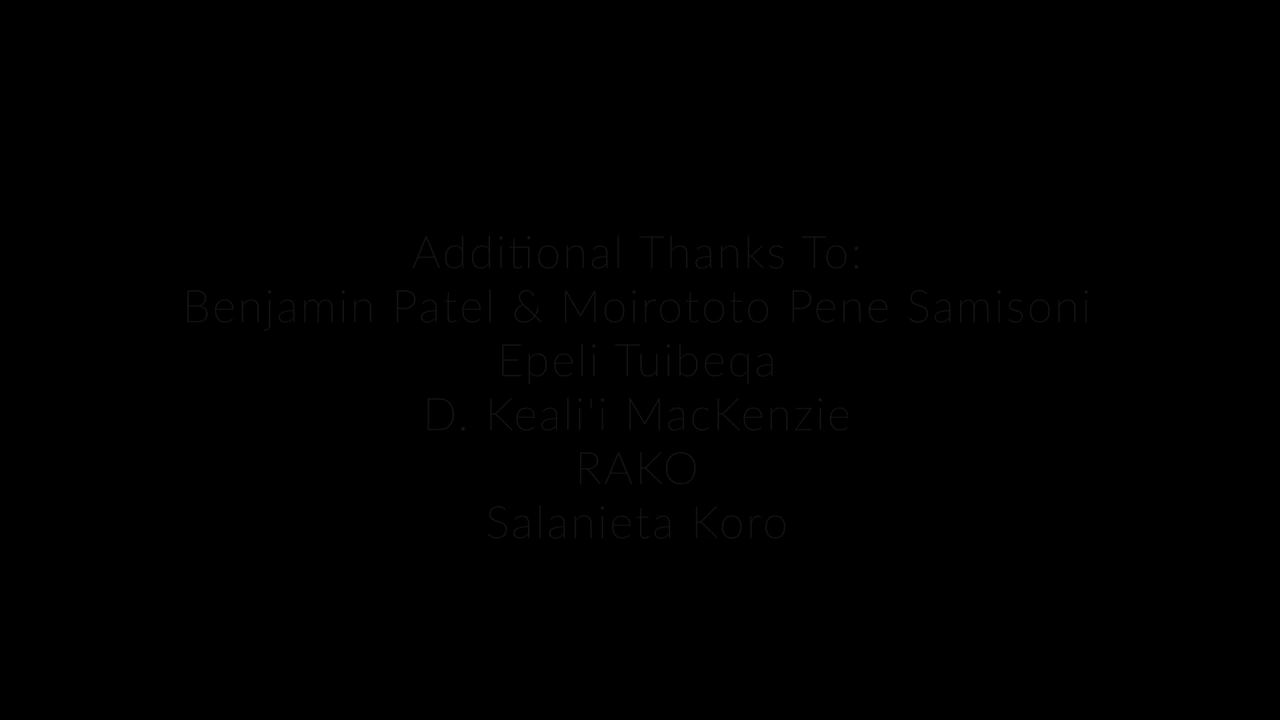 Additional Thanks To:
Benjamin Patel & Moirototo Pene Samisoni
Epeli Tuibeqa
D. Keali'i MacKenzie
RAKO
Salanieta Koro